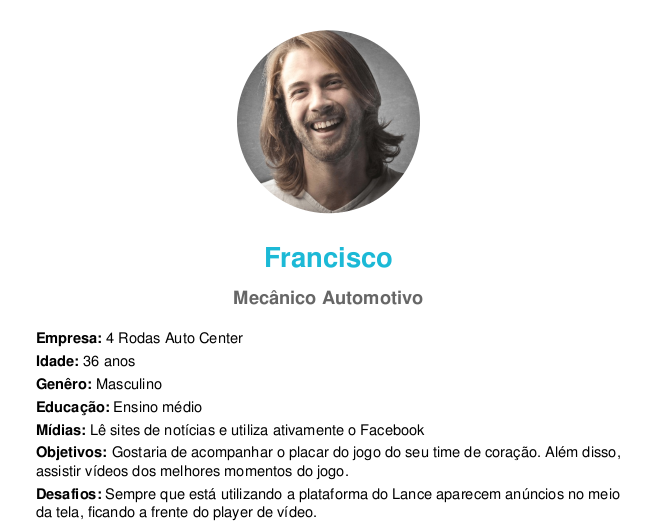 Francisco
Mecânico Automotivo
Empresa: 4 Rodas Auto Center
Idade: 36 anos
Genêro: Masculino
Educação: Ensino médio
Mídias: Lê sites de notícias e utiliza ativamente o Facebook
Objetivos: Gostaria de acompanhar o placar do jogo do seu time de coração. Além disso,
assistir vídeos dos melhores momentos do jogo.
Desafios: Sempre que está utilizando a plataforma do Lance aparecem anúncios no meio
da tela, ficando a frente do player de vídeo.